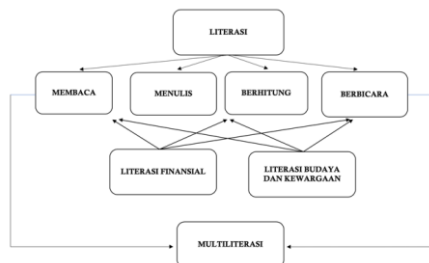 LITERASI
MEMBACA
MENULIS
BERHITUNG
BERBICARA
LITERASI FINANSIAL
LITERASI BUDAYA
DAN KEWARGAAN
MULTILITERASI